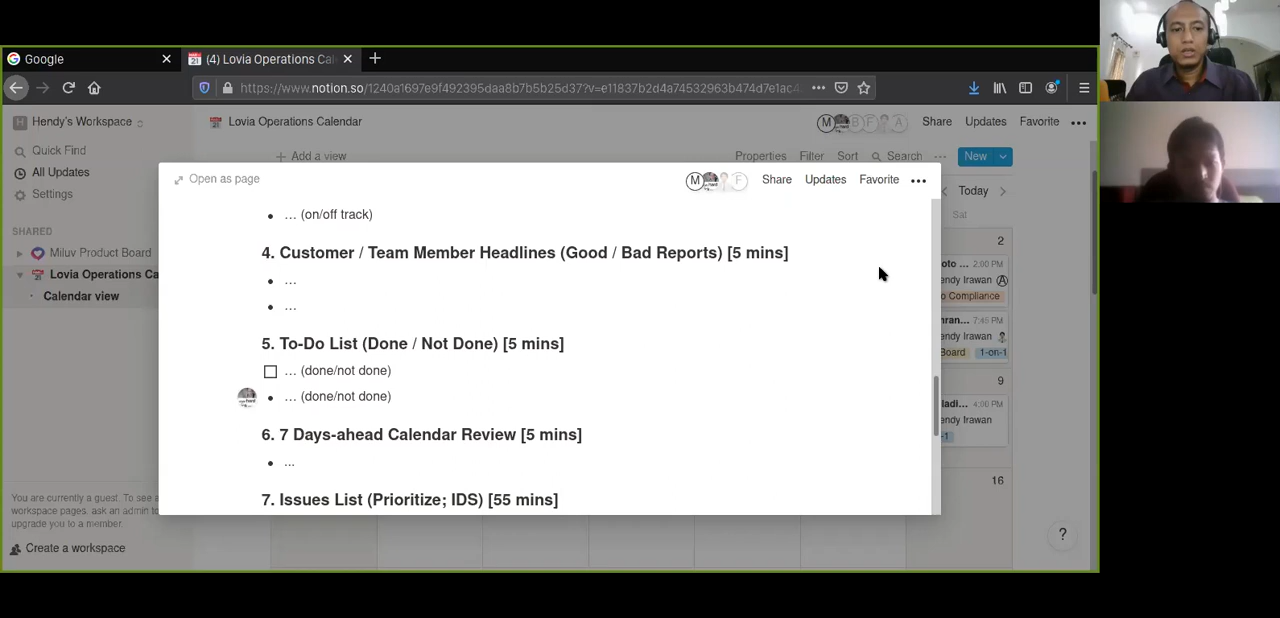 Google
(4) Lovia Operations Cal
https://www.notion.so/1240a1697e9f492395daa8b7b5b25d37?v=e11837b2d4a74532963b474d7e1ac4
H Hendy's Workspace
Lovia Operations Calendar
M B F A Share Updates Favorite
Quick Find
All Updates
Settings
+ Add a view
Properties Filter Sort Search New
SHARED
Miluv Product Board
Lovia Operations Ca
Calendar view
Open as page
M F Share Updates Favorite
Today
Sat
... (on/off track)
4. Customer / Team Member Headlines (Good / Bad Reports) [5 mins]
...
...
5. To-Do List (Done / Not Done) [5 mins]
... (done/not done)
... (done/not done)
6. 7 Days-ahead Calendar Review [5 mins]
...
7. Issues List (Prioritize; IDS) [55 mins]
2
oto ... 2:00 PM
endy Irawan A
o Compliance
nran... 7:45 PM
endy Irawan
Board 1-on-1
9
ladi... 4:00 PM
endy Irawan
-1
16
You are currently a guest. To see a
workspace pages, ask an admin to
upgrade you to a member.
+ Create a workspace
?